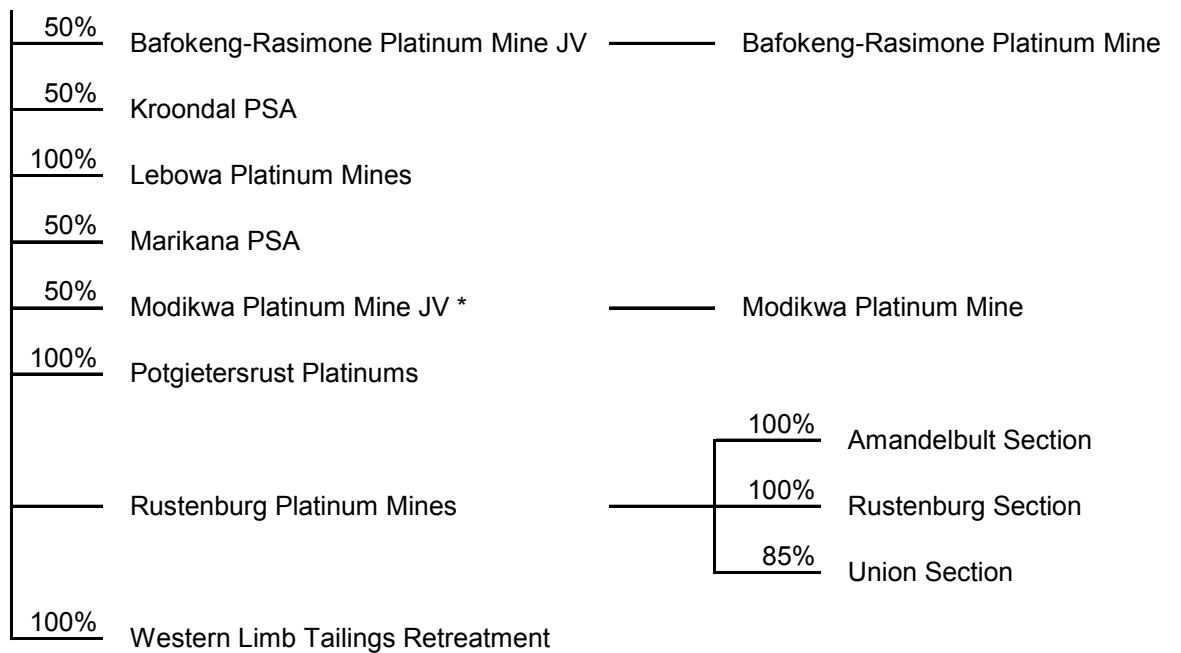 50%
Bafokeng-Rasimone Platinum Mine JV Bafokeng-Rasimone Platinum Mine
50%
Kroondal PSA
100%
Lebowa Platinum Mines
50%
Marikana PSA
50%
Modikwa Platinum Mine JV * Modikwa Platinum Mine
100%
Potgietersrust Platinums
100%
Amandelbult Section
100%
Rustenburg Platinum Mines Rustenburg Section
85%
Union Section
100%
Western Limb Tailings Retreatment